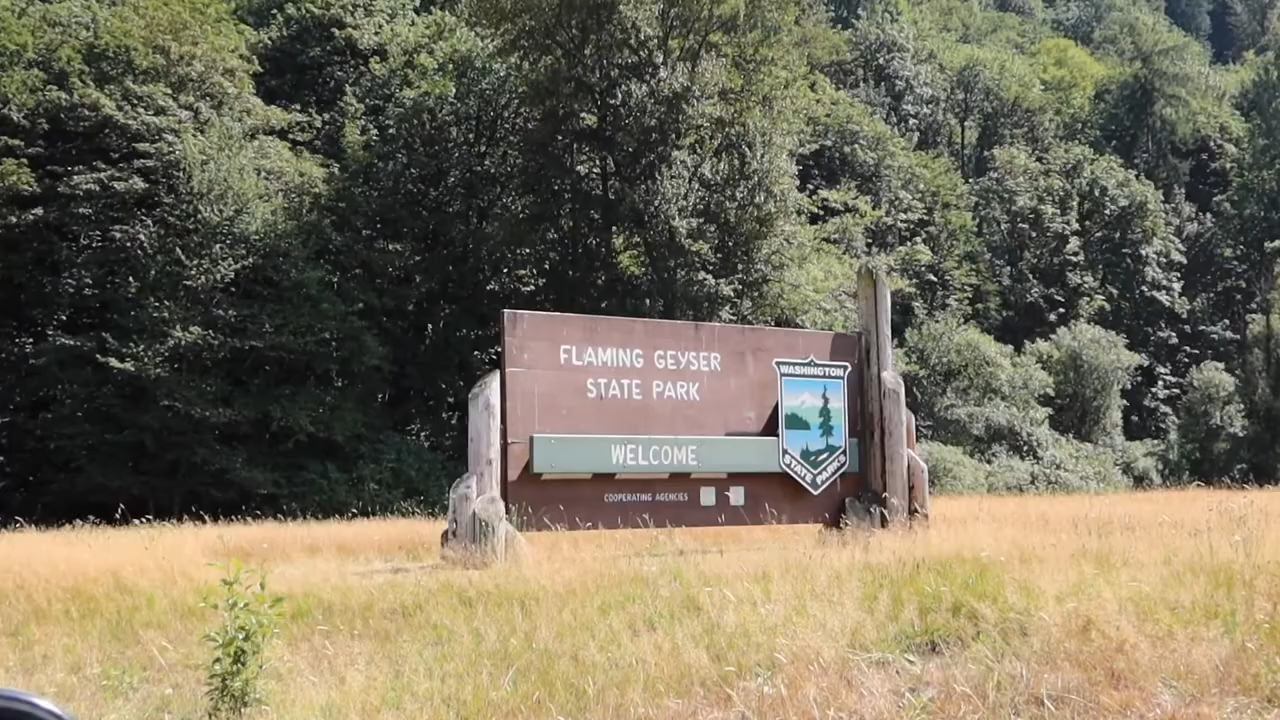 FLAMING GEYSER
STATE PARK
WASHINGTON
STATE PARKS
WELCOME
COOPERATING AGENCIES